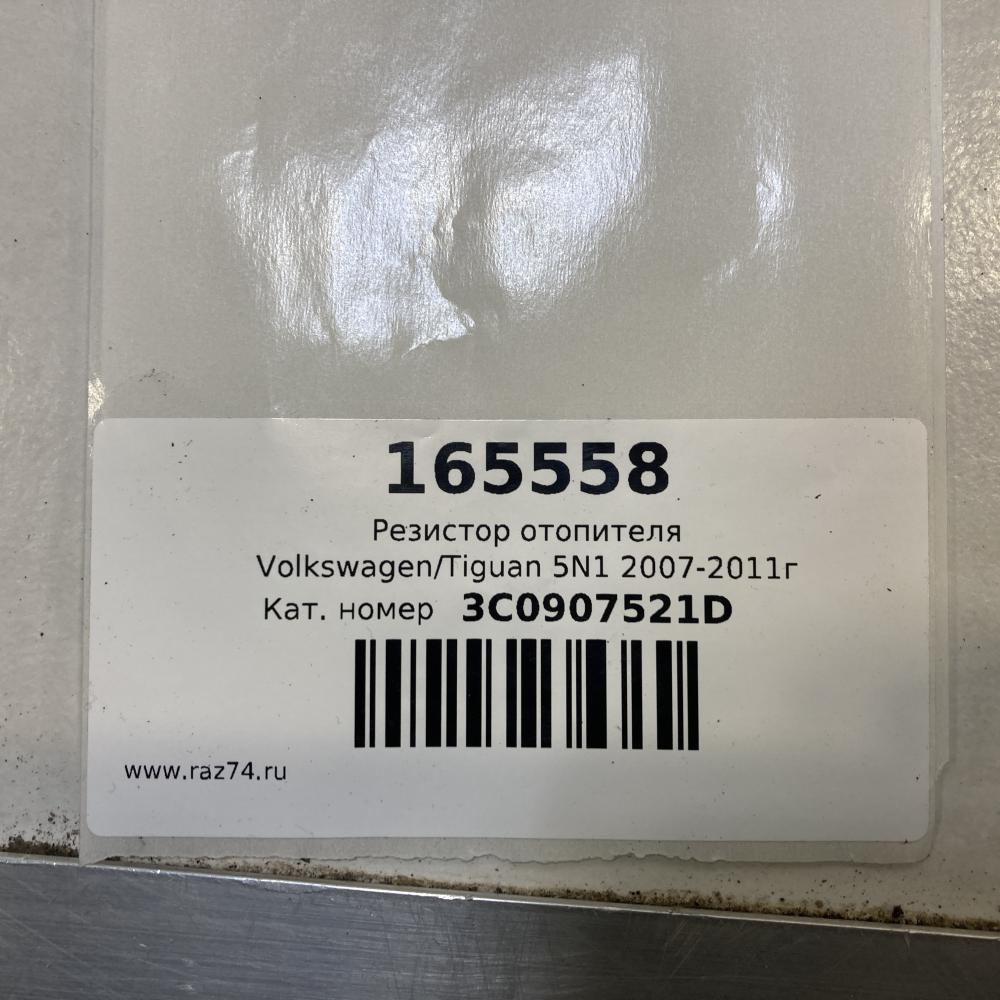 165558
Резистор отопителя
Volkswagen/Tiguan 5N1 2007-2011г
Кат. номер 3C0907521D
www.raz74.ru